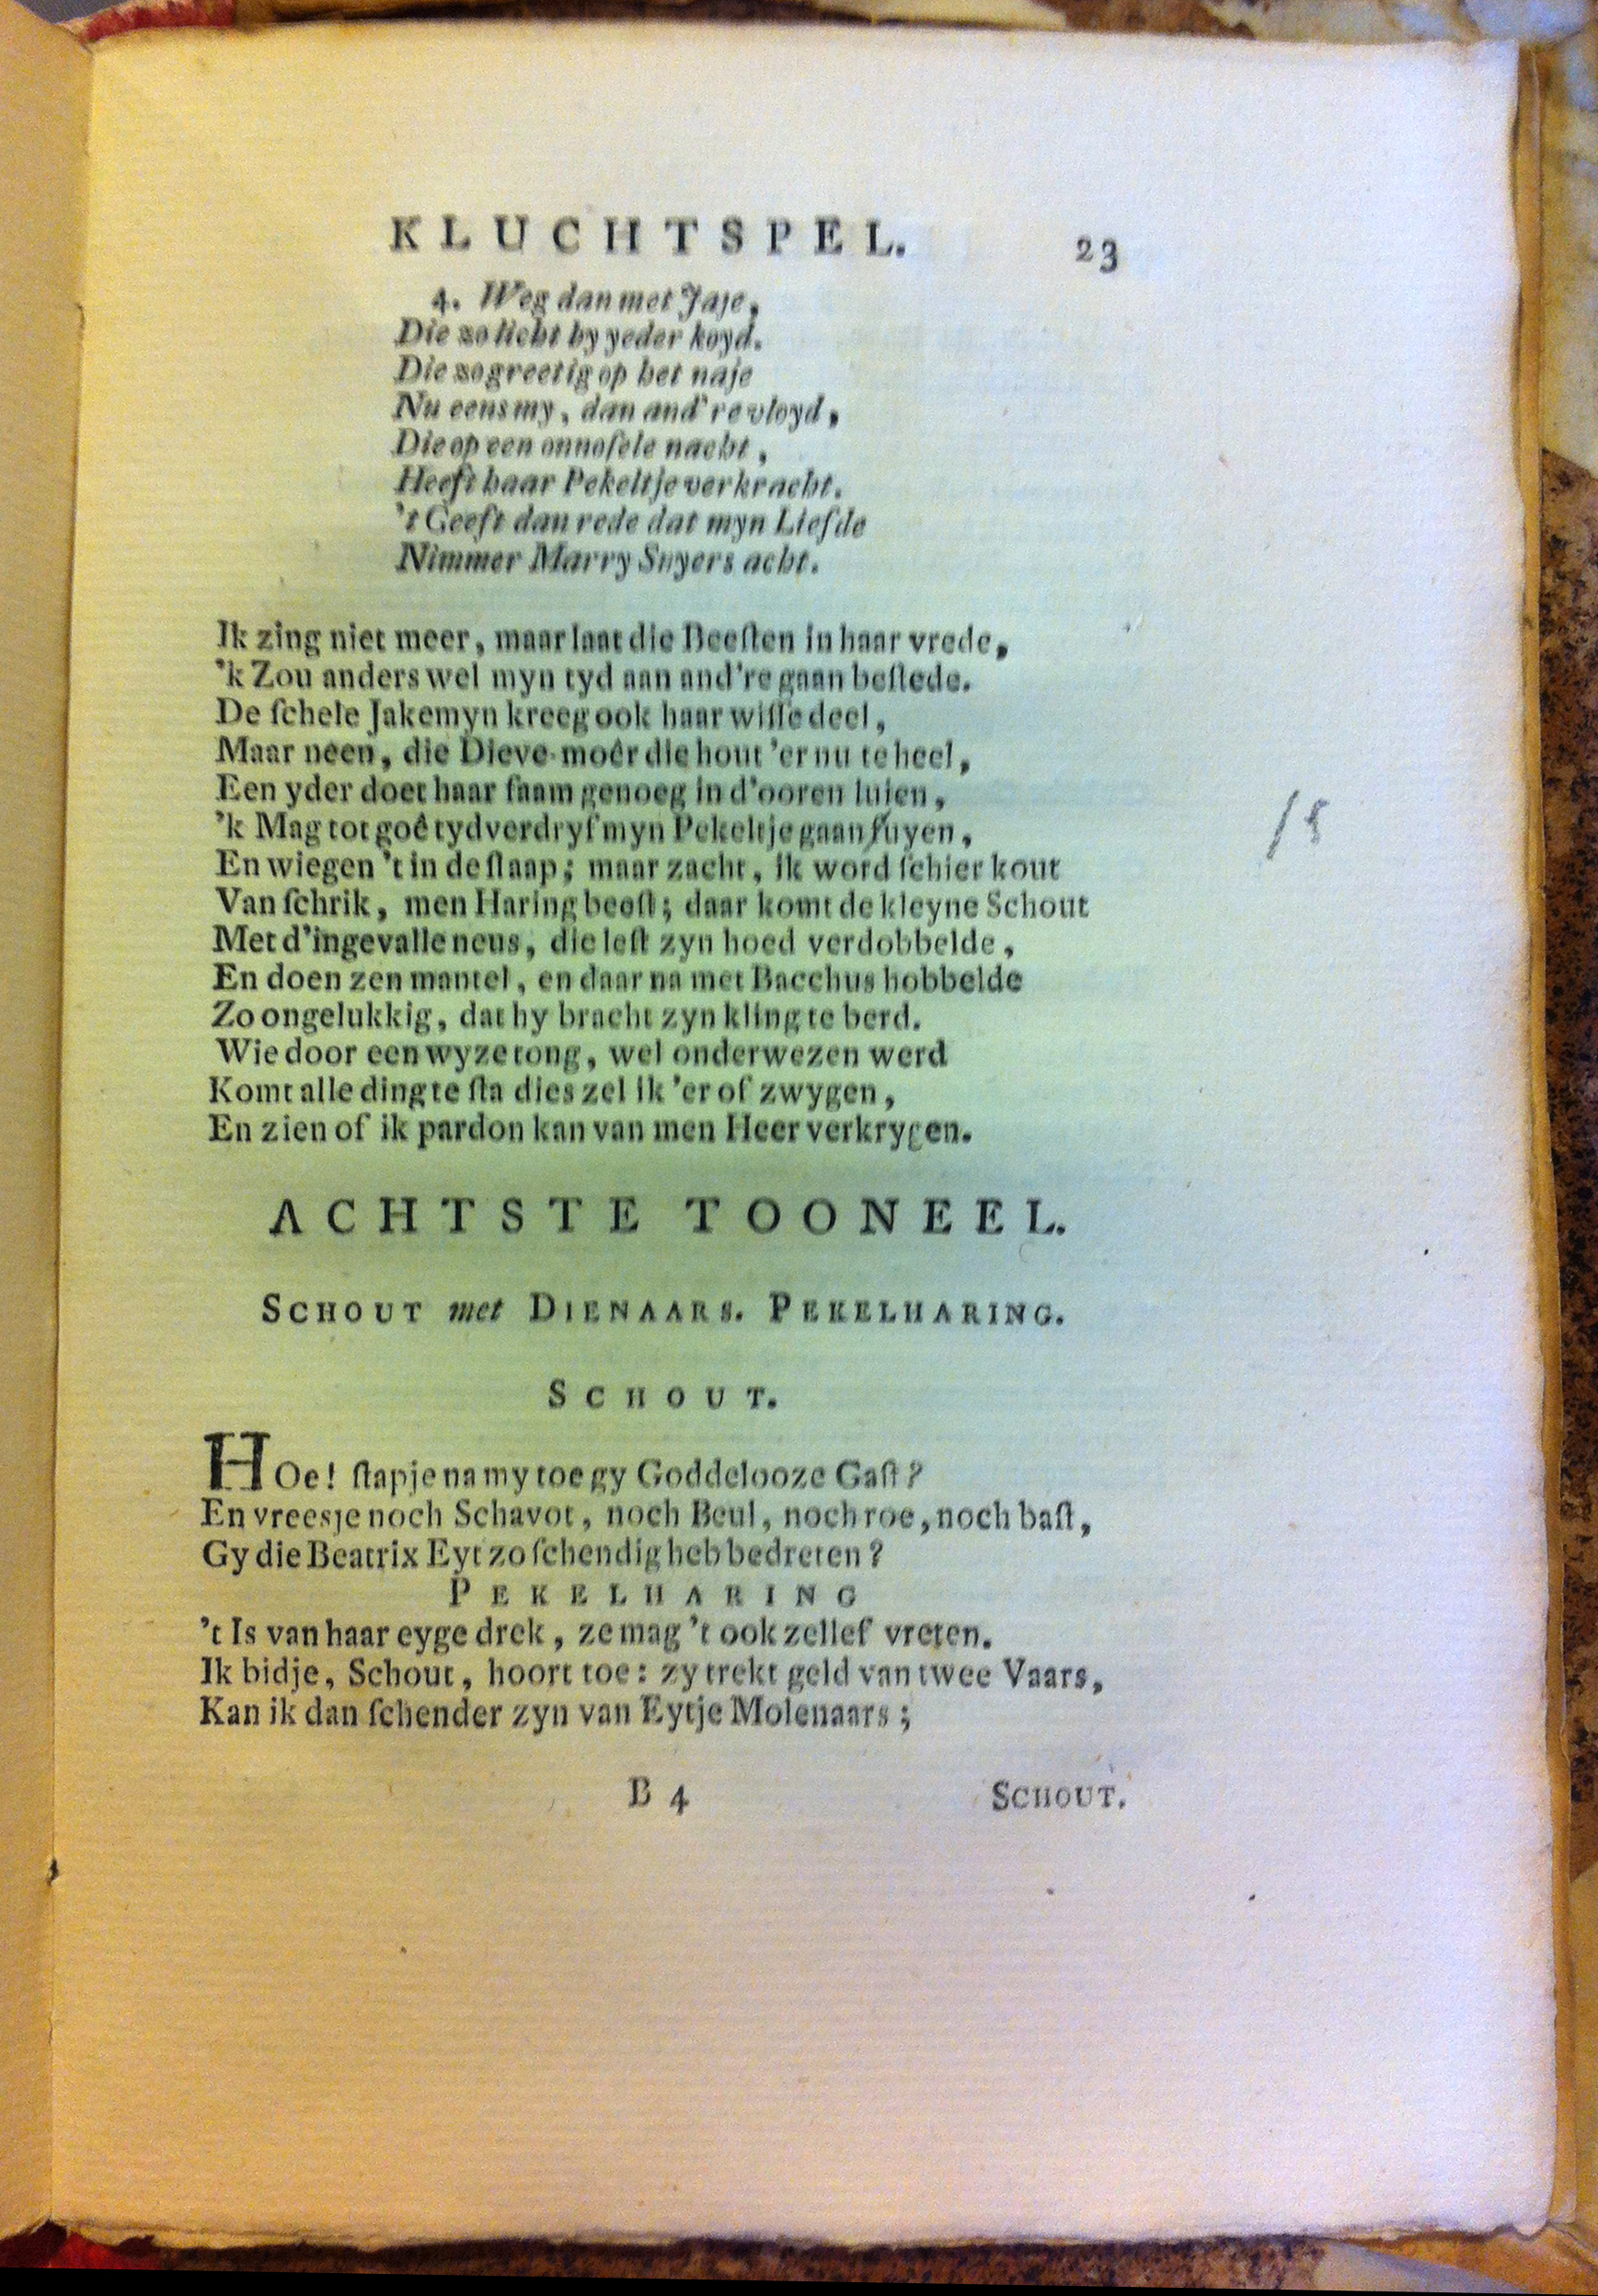 KLUCHTSPEL. 23
4. Weg dan met Jaje,
Die zo licht by yeder koyd.
Die zo greetig op het naje
Nu eens my, dan and're vloyd,
Die op een onnoſele nacht,
Heeft haar Pekeltje verkracht.
't Geeft dan rede dat myn Liefde
Nimmer Marry Snyers acht.
Ik zing niet meer, maar laat die Beeſten in haar vrede,
'k Zou anders wel myn tyd aan and're gaan beſtede.
De ſchele Jakemyn kreeg ook haar wiſſe deel,
Maar neen, die Dieve-moêr die hout 'er nu te heel,
Een yder doet haar faam genoeg in d'ooren luien,
'k Mag tot goê tydverdryf myn Pekeltje gaan ſuyen,
En wiegen 't in de ſlaap; maar zacht, ik word ſchier kout
Van ſchrik, men Haring beeſt; daar komt de kleyne Schout
Met d'ingevalle neus, die leſt zyn hoed verdobbelde,
En doen zen mantel, en daar na met Bacchus hobbelde
Zo ongelukkig, dat hy bracht zyn kling te berd.
Wie door een wyze tong, wel onderwezen werd
Komt alle ding te ſta dies zel ik 'er of zwygen,
En zien of ik pardon kan van men Heer verkrygen.
ACHTSTE TOONEEL.
SCHOUT met DIENAARS. PEKELHARING.
SCHOUT.
HOe! ſtapje na my toe gy Goddelooze Gaſt?
En vreesje noch Schavot, noch Beul, noch roe, noch baſt,
Gy die Beatrix Eyt zo ſchendig heb bedreten?
PEKELHARING
't Is van haar eyge drek, ze mag 't ook zellef vreten.
Ik bidje, Schout, hoort toe: zy trekt geld van twee Vaars,
Kan ik dan ſchender zyn van Eytje Molenaars;
B 4 SCHOUT.